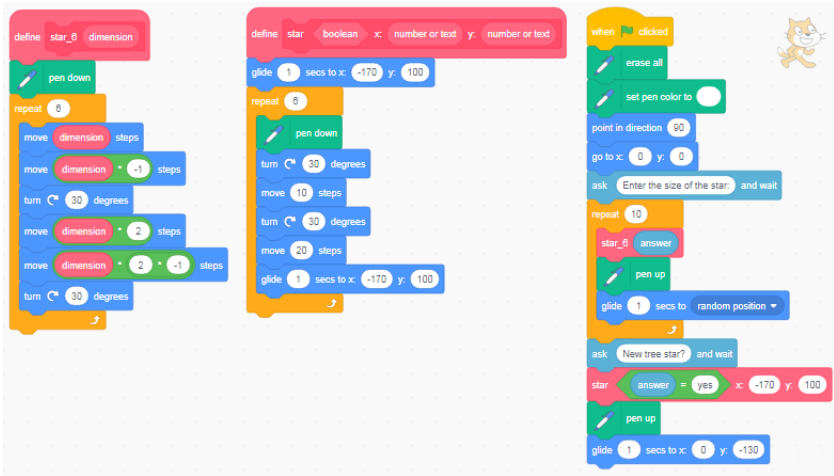 define star_6 dimension
pen down
repeat 6
move dimension steps
move dimension * -1 steps
turn 30 degrees
move dimension * 2 steps
move dimension * 2 * -1 steps
turn 30 degrees
define star boolean x: number or text y: number or text
glide 1 secs to x: -170 y: 100
repeat 6
pen down
turn 30 degrees
move 10 steps
turn 30 degrees
move 20 steps
glide 1 secs to x: -170 y: 100
when clicked
erase all
set pen color to
point in direction 90
go to x: 0 y: 0
ask Enter the size of the star: and wait
repeat 10
star_6 answer
pen up
glide 1 secs to random position
ask New tree star? and wait
star answer = yes x: -170 y: 100
pen up
glide 1 secs to x: 0 y: -130